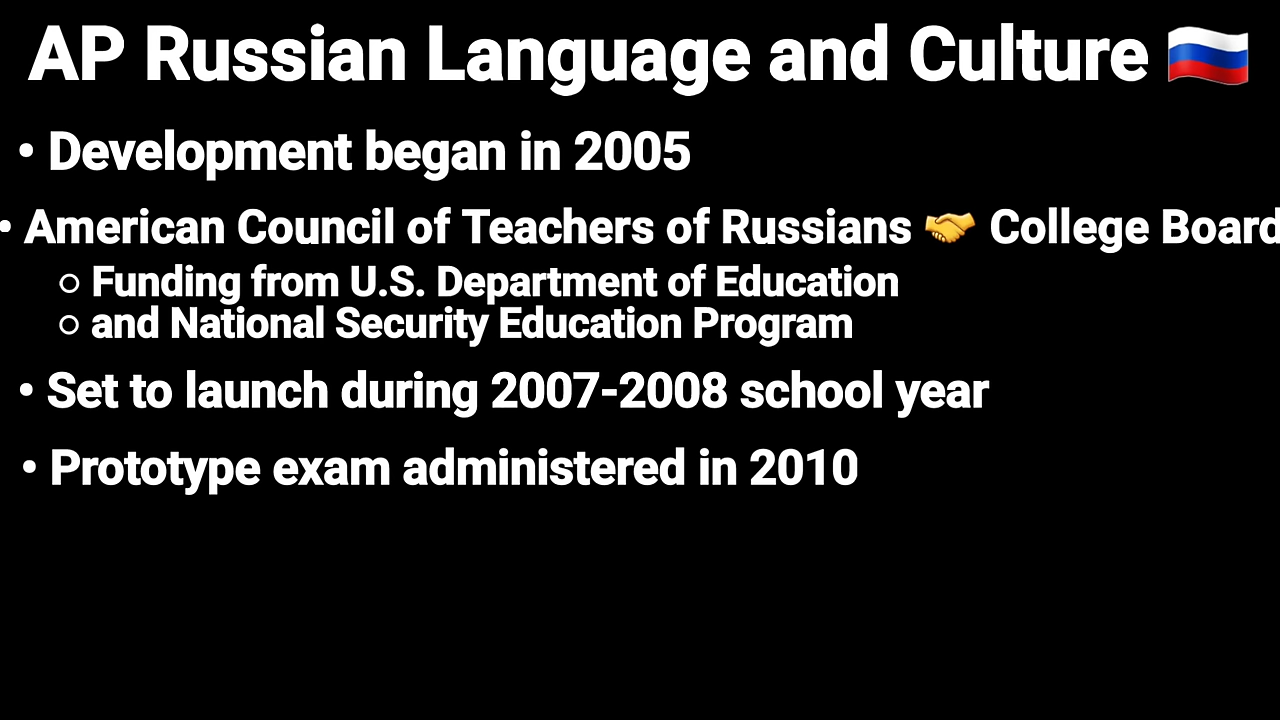 AP Russian Language and Culture 🇷🇺
• Development began in 2005
• American Council of Teachers of Russians 🤝 College Board
○ Funding from U.S. Department of Education
○ and National Security Education Program
• Set to launch during 2007-2008 school year
• Prototype exam administered in 2010